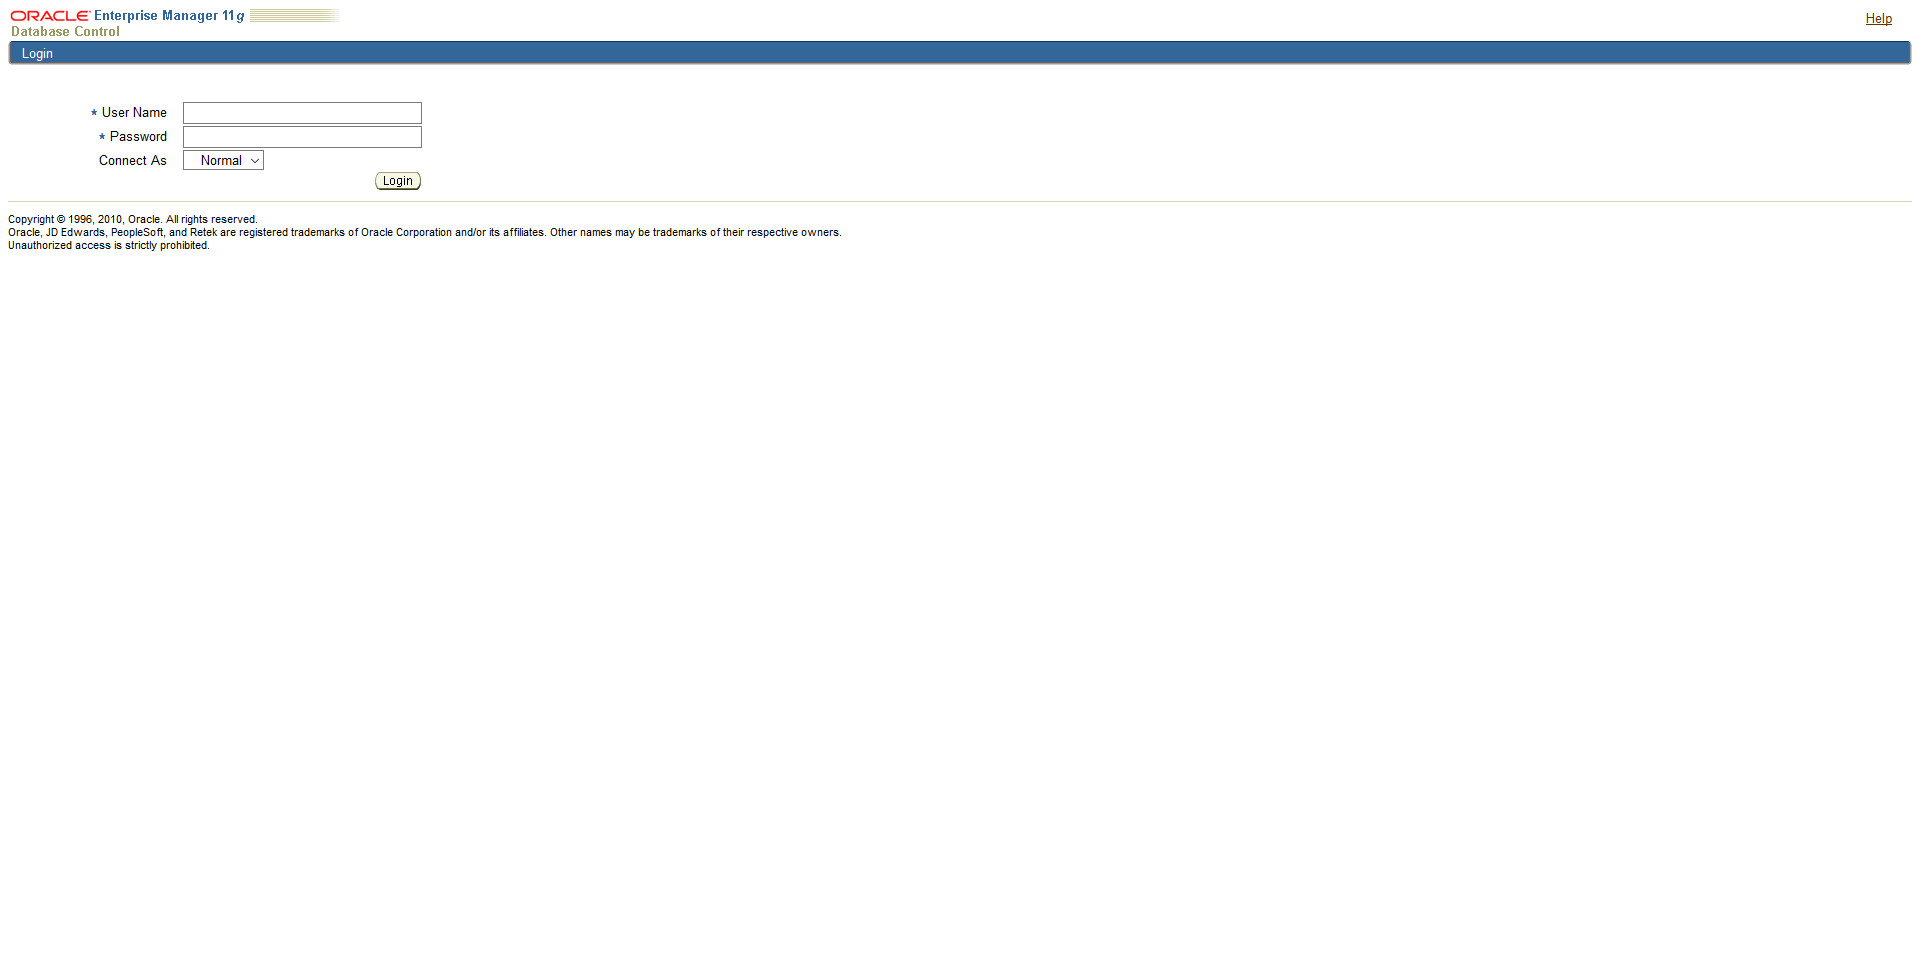 ORACLE Enterprise Manager 11g
Database Control
Help
Login
* User Name
* Password
Connect As Normal
Login
Copyright © 1996, 2010, Oracle. All rights reserved.
Oracle, JD Edwards, PeopleSoft, and Retek are registered trademarks of Oracle Corporation and/or its affiliates. Other names may be trademarks of their respective owners.
Unauthorized access is strictly prohibited.